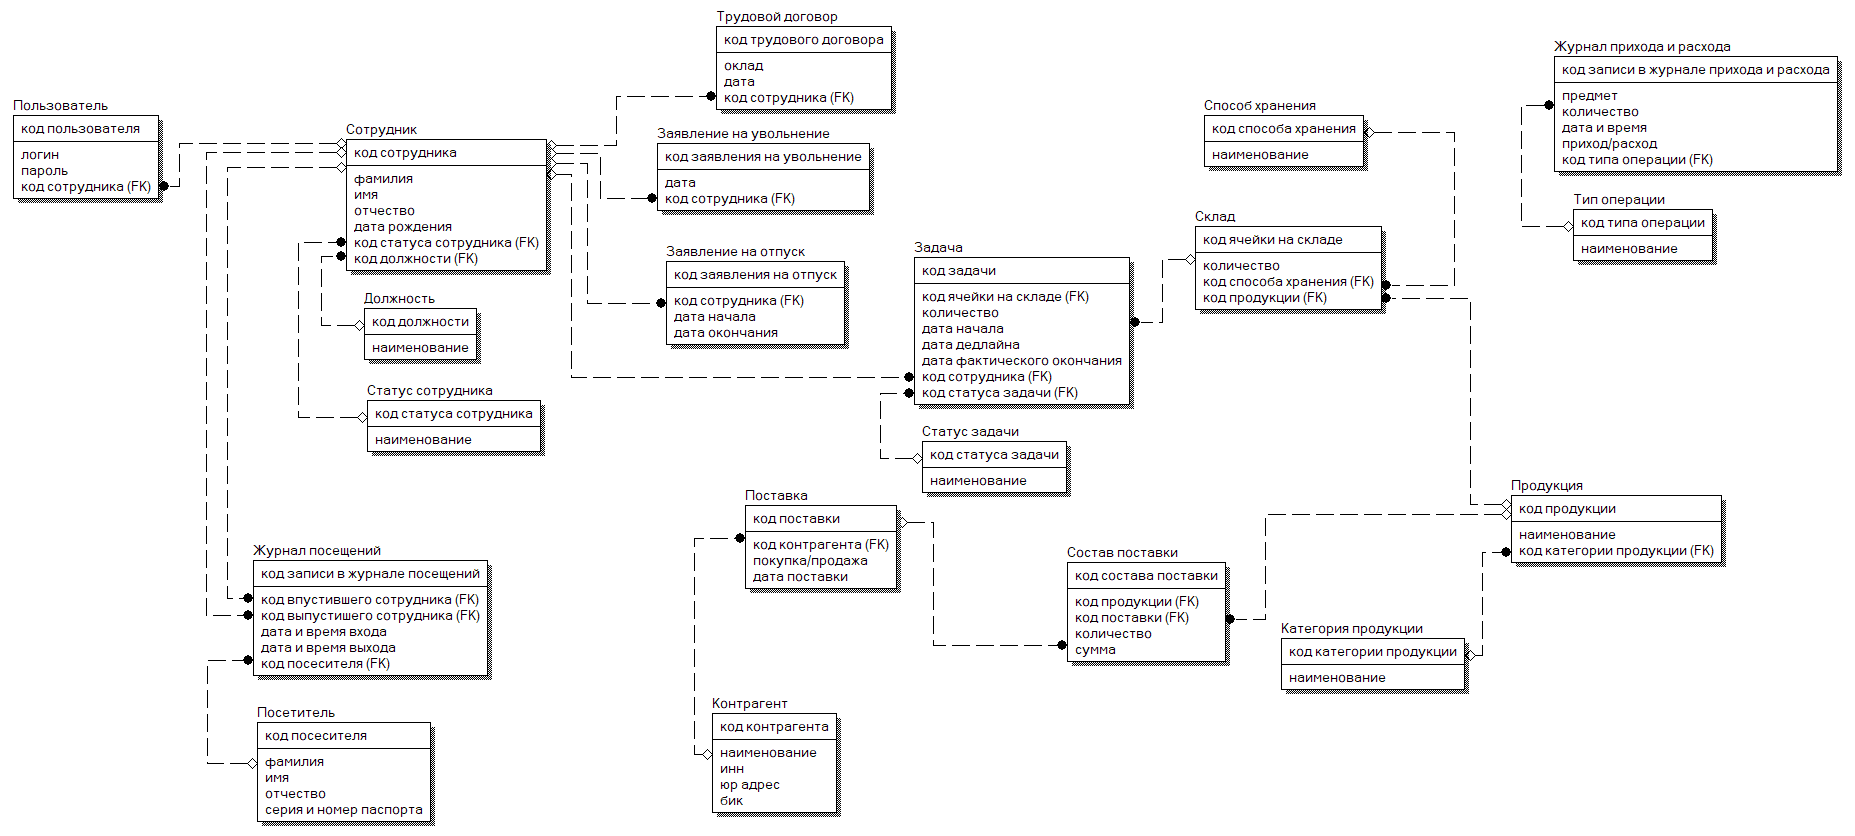 Трудовой договор
код трудового договора
оклад
дата
код сотрудника (FK)
Журнал прихода и расхода
код записи в журнале прихода и расхода
предмет
количество
дата и время
приход/расход
код типа операции (FK)
Пользователь
код пользователя
логин
пароль
код сотрудника (FK)
Сотрудник
код сотрудника
фамилия
имя
отчество
дата рождения
код статуса сотрудника (FK)
код должности (FK)
Заявление на увольнение
код заявления на увольнение
дата
код сотрудника (FK)
Способ хранения
код способа хранения
наименование
Тип операции
код типа операции
наименование
Склад
код ячейки на складе
количество
код способа хранения (FK)
код продукции (FK)
Заявление на отпуск
код заявления на отпуск
код сотрудника (FK)
дата начала
дата окончания
Задача
код задачи
код ячейки на складе (FK)
количество
дата начала
дата дедлайна
дата фактического окончания
код сотрудника (FK)
код статуса задачи (FK)
Должность
код должности
наименование
Статус сотрудника
код статуса сотрудника
наименование
Статус задачи
код статуса задачи
наименование
Поставка
код поставки
код контрагента (FK)
покупка/продажа
дата поставки
Продукция
код продукции
наименование
код категории продукции (FK)
Журнал посещений
код записи в журнале посещений
код впустившего сотрудника (FK)
код выпустишего сотрудника (FK)
дата и время входа
дата и время выхода
код посесителя (FK)
Состав поставки
код состава поставки
код продукции (FK)
код поставки (FK)
количество
сумма
Категория продукции
код категории продукции
наименование
Посетитель
код посесителя
фамилия
имя
отчество
серия и номер паспорта
Контрагент
код контрагента
наименование
инн
юр адрес
бик